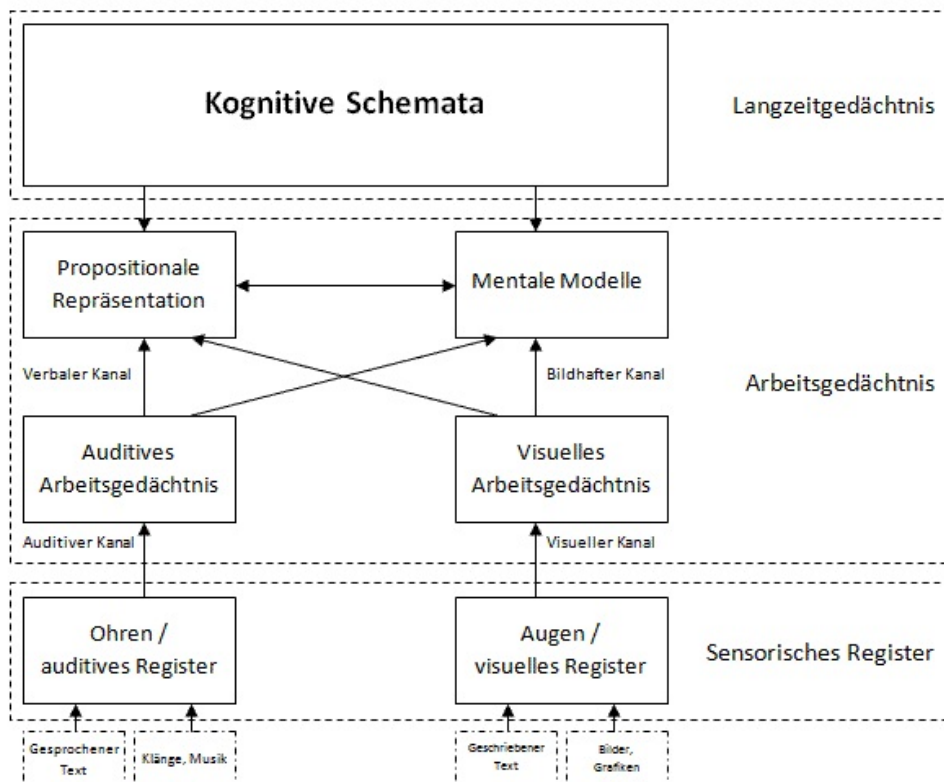 Kognitive Schemata
Langzeitgedächtnis
Propositionale
Repräsentation
Mentale Modelle
Verbaler Kanal
Bildhafter Kanal
Arbeitsgedächtnis
Auditives
Arbeitsgedächtnis
Visuelles
Arbeitsgedächtnis
Auditiver Kanal
Visueller Kanal
Ohren /
auditives Register
Augen /
visuelles Register
Sensorisches Register
Gesprochener
Text
Klänge, Musik
Geschriebener
Text
Bilder,
Grafiken